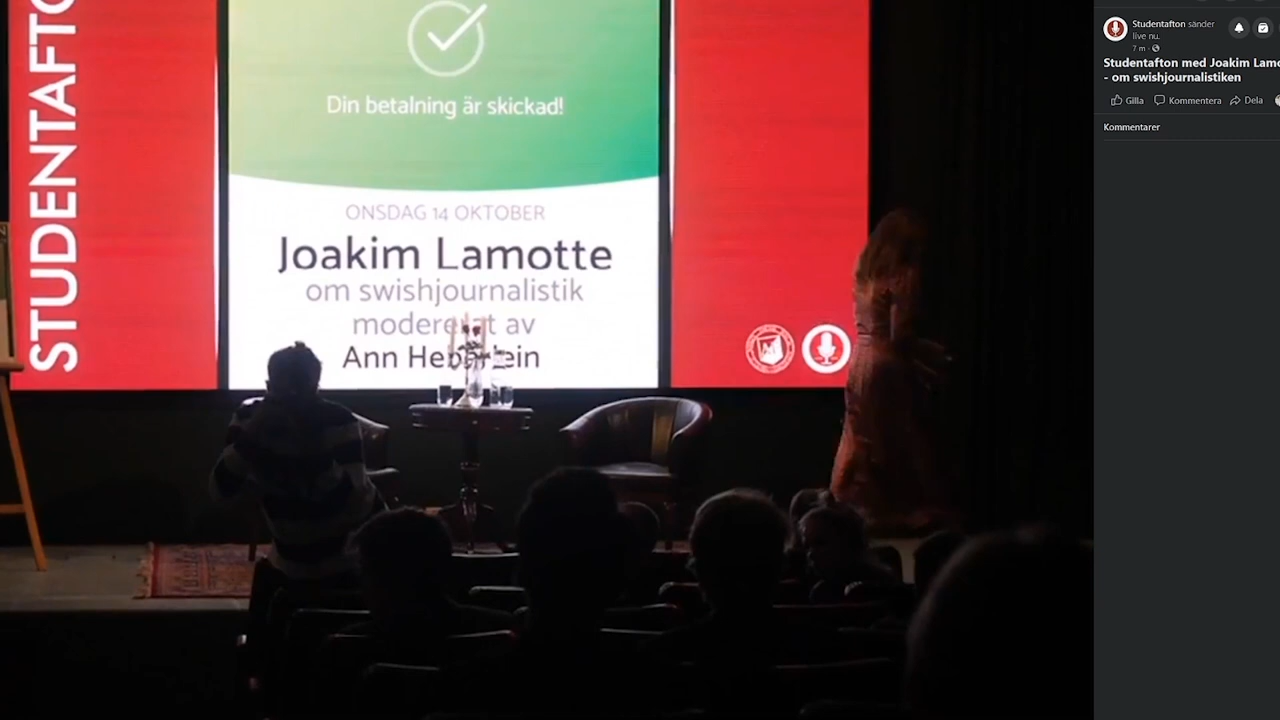 STUDENTAFTO
Din betalning är skickad!
ONSDAG 14 OKTOBER
Joakim Lamotte
om swishjournalistik
av
Ann
Studentafton sänder
live nu.
7 m
Studentafton med Joakim Lamo
- om swishjournalistiken
Gilla Kommentera Dela
Kommentarer